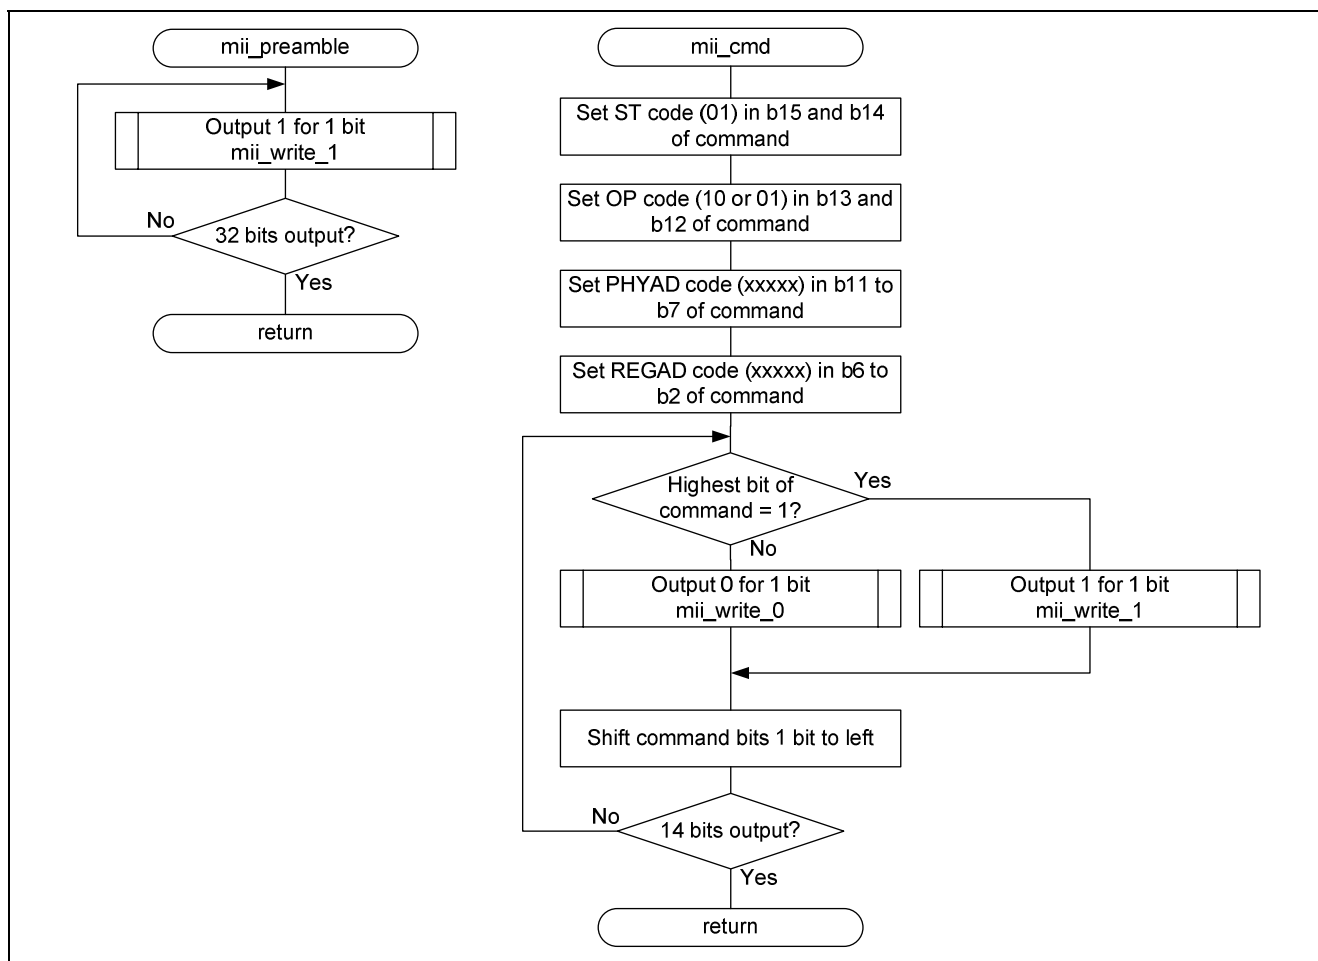 mii_preamble
Output 1 for 1 bit
mii_write_1
No
32 bits output?
Yes
return
mii_cmd
Set ST code (01) in b15 and b14
of command
Set OP code (10 or 01) in b13 and
b12 of command
Set PHYAD code (xxxxx) in b11 to
b7 of command
Set REGAD code (xxxxx) in b6 to
b2 of command
Highest bit of
command = 1?
Yes
No
Output 0 for 1 bit
mii_write_0
Output 1 for 1 bit
mii_write_1
Shift command bits 1 bit to left
No
14 bits output?
Yes
return